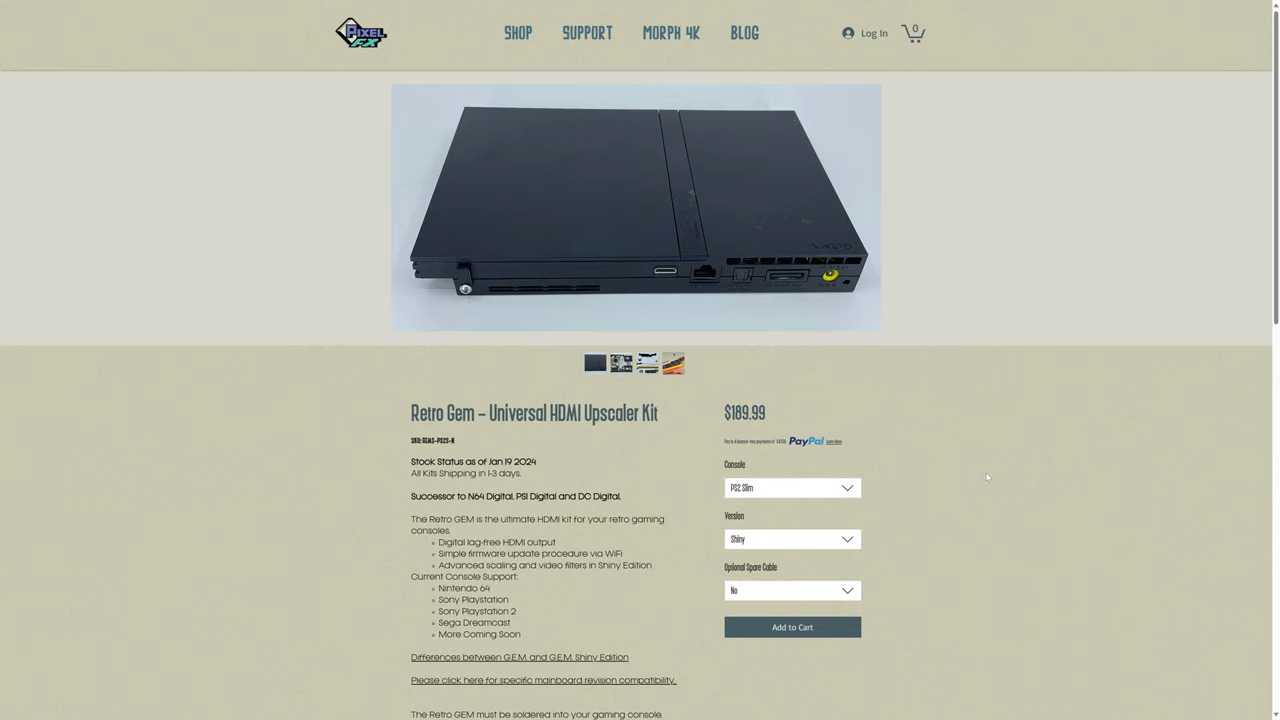 PIXEL FX
SHOP
SUPPORT
MORPH 4K
BLOG
Log In
0
Retro Gem – Universal HDMI Upscaler Kit
$189.99
SKU: GEMS-PS2S-N
PayPal Learn More
Stock Status as of Jan 19 2024
All Kits Shipping in 1-3 days.
Console
PS2 Slim
Successor to N64 Digital, PS1 Digital and DC Digital.
Version
The Retro GEM is the ultimate HDMI kit for your retro gaming
consoles.
Shiny
Digital lag-free HDMI output
Simple firmware update procedure via WiFi
Advanced scaling and video filters in Shiny Edition
Optional Spare Cable
Current Console Support:
Nintendo 64
No
Sony Playstation
Sony Playstation 2
Sega Dreamcast
More Coming Soon
Add to Cart
Differences between G.E.M. and G.E.M. Shiny Edition
Please click here for specific mainboard revision compatibility.
The Retro GEM must be soldered into your gaming console.